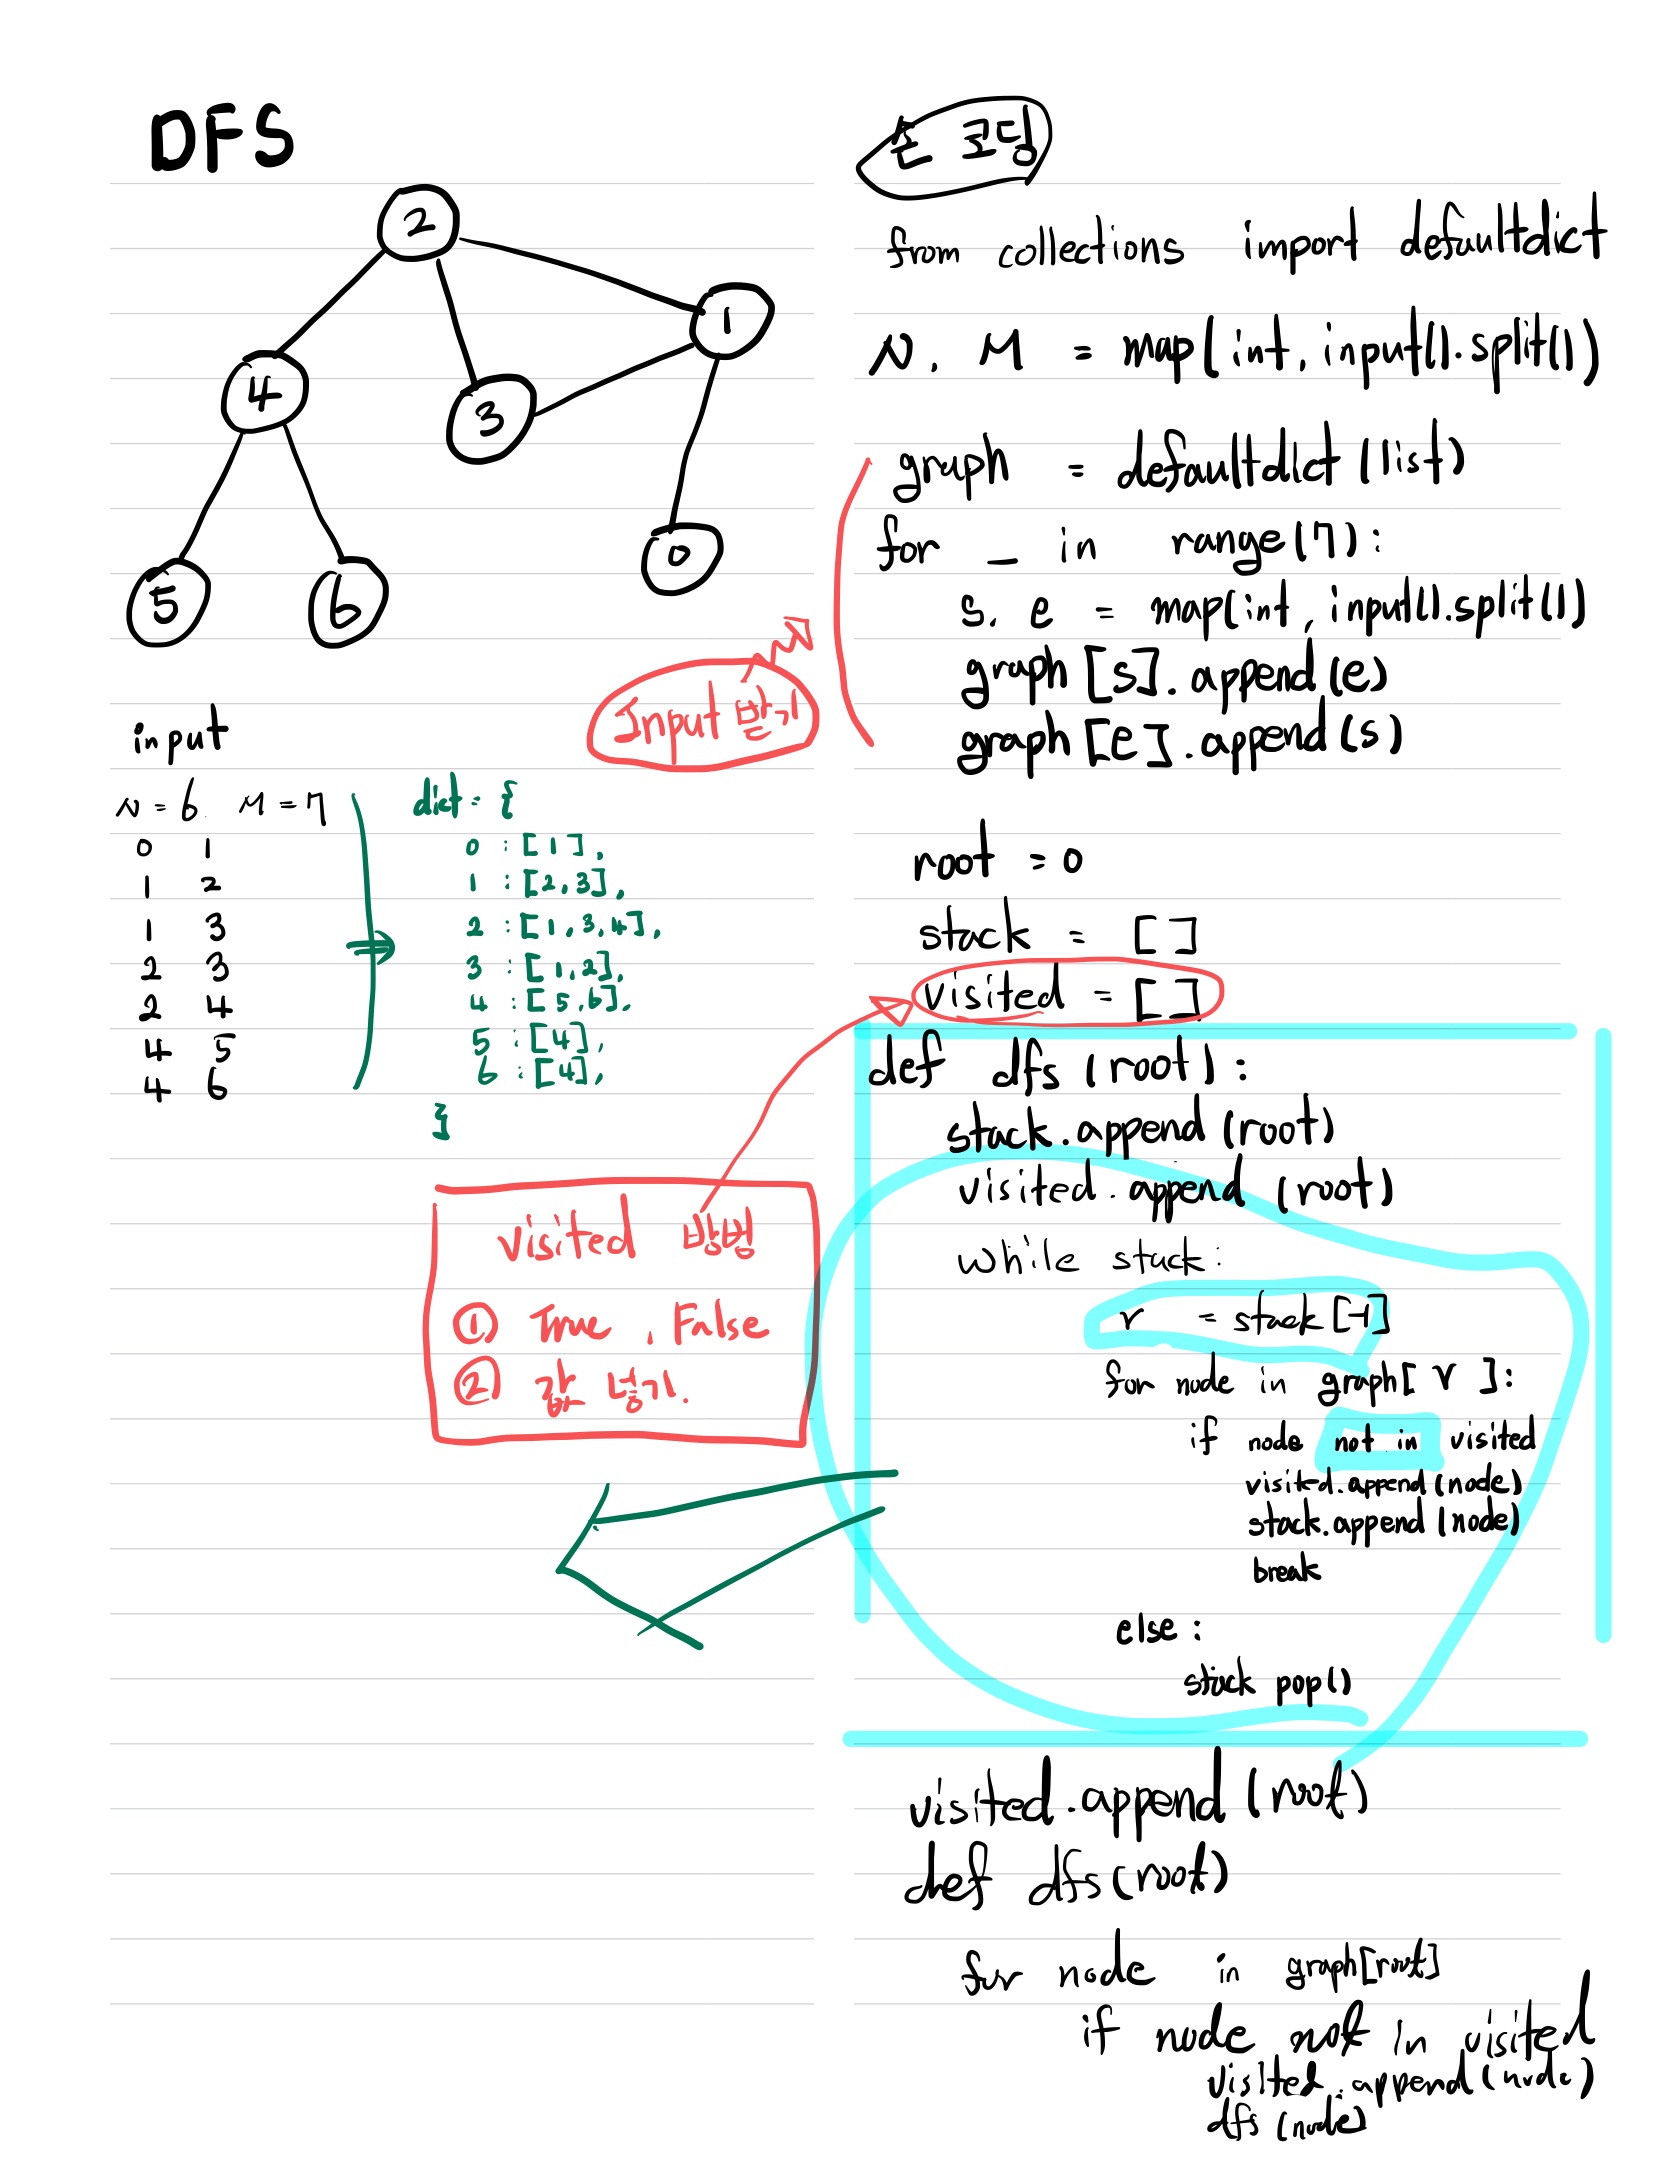 DFS
2
1
4
3
0
5
6
input
N = 6. M = 7
0 1
1 2
1 3
2 3
2 4
4 5
4 6
dict = {
0 : [1],
1 : [2,3],
2 : [1,3,4],
3 : [1,2],
4 : [5,6],
5 : [4],
6 : [4],
}
Input 받기
visited 방법
① True, False
② 값 넣기.
손 코딩
from collections import defaultdict
N, M = map(int, input().split())
graph = defaultdict(list)
for _ in range(7):
s, e = map(int, input().split())
graph[s].append(e)
graph[e].append(s)
root = 0
stack = []
visited = []
def dfs(root):
stack.append(root)
visited.append(root)
while stack:
r = stack[-1]
for node in graph[r]:
if node not in visited
visited.append(node)
stack.append(node)
break
else:
stack pop()
visited.append(root)
def dfs(root)
for node in graph[root]
if node not in visited
visited.append(node)
dfs(node)